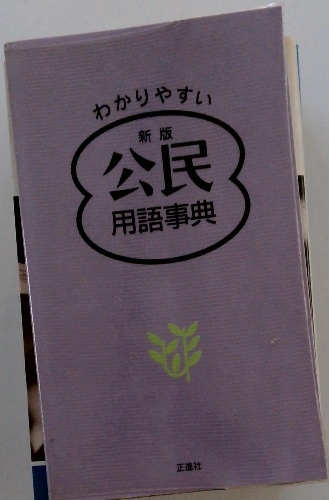 わかりやすい
新版
公民
用語事典
正進社